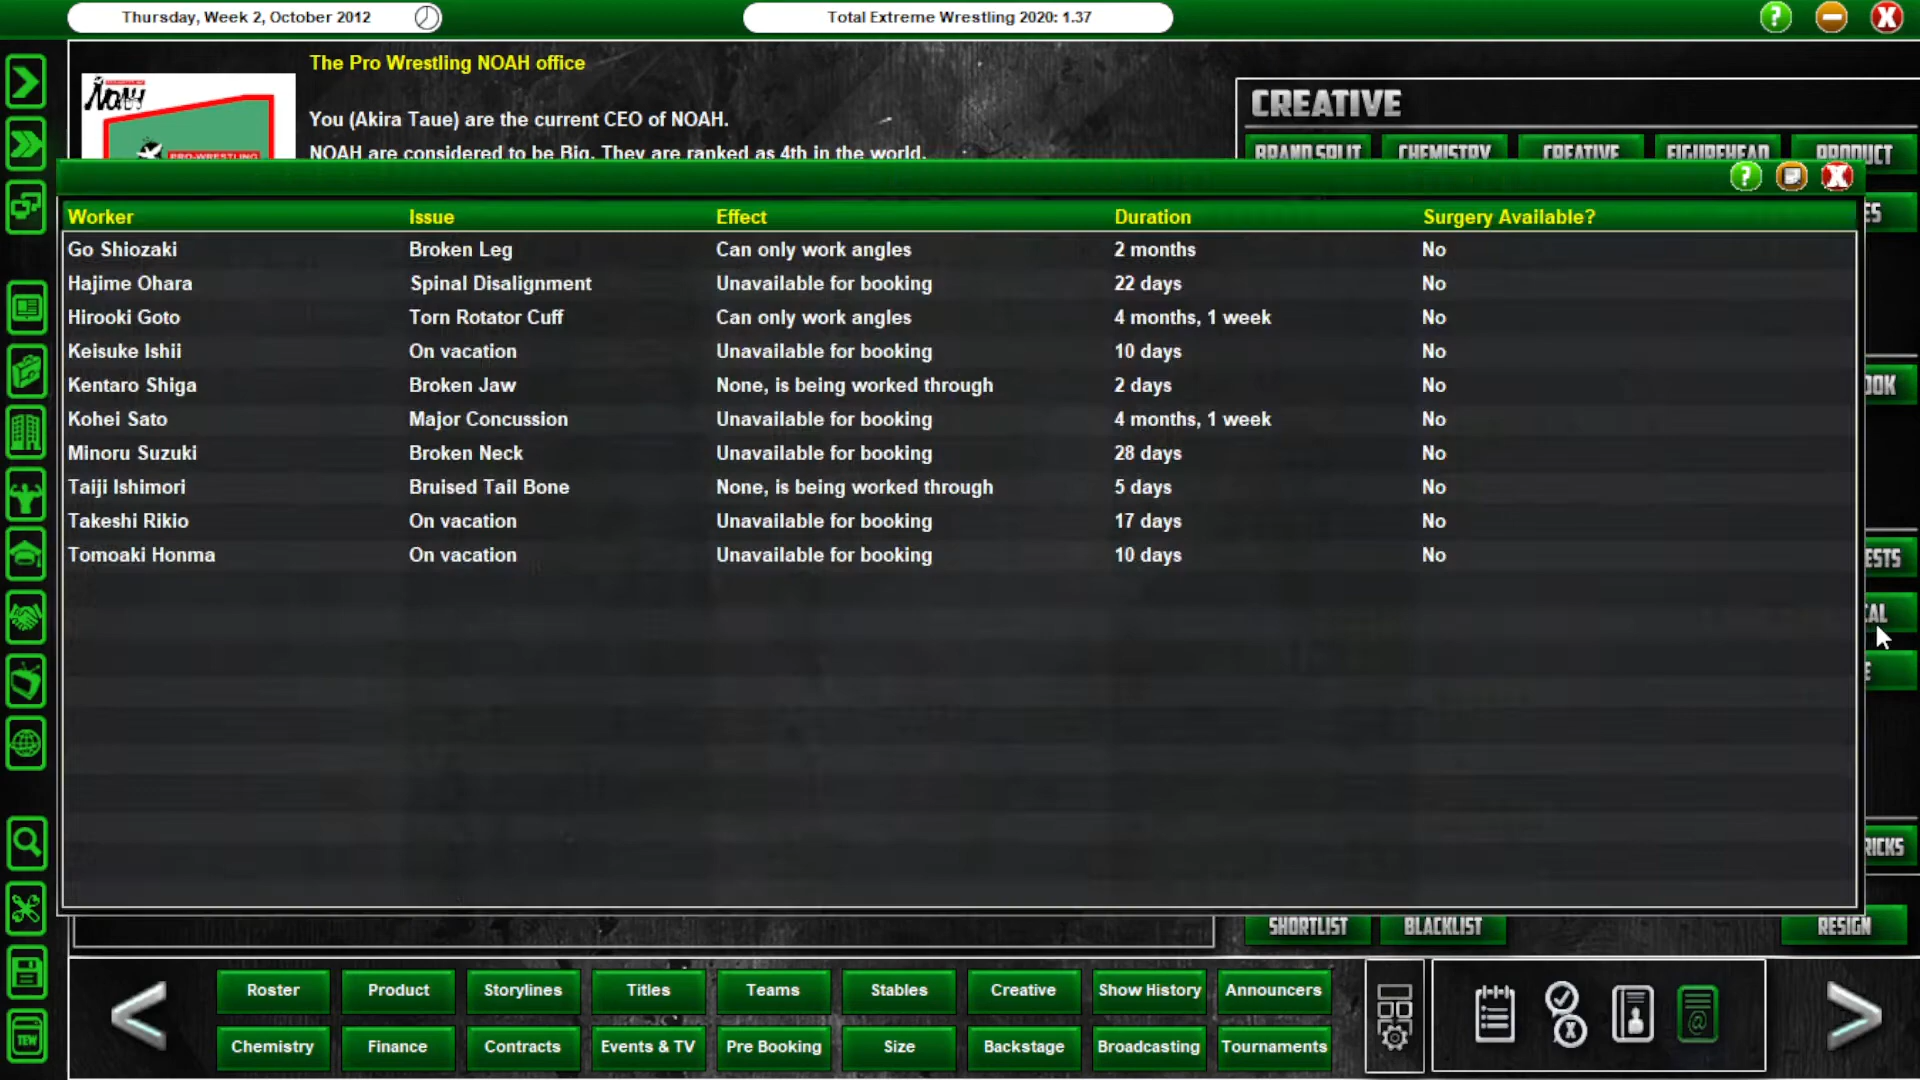 Thursday, Week 2, October 2012
Total Extreme Wrestling 2020: 1.37
The Pro Wrestling NOAH office
NOAH
PRO-WRESTLING
You (Akira Taue) are the current CEO of NOAH.
NOAH are considered to be Big. They are ranked as 4th in the world.
CREATIVE
BRAND SPLIT CHEMISTRY CREATIVE FIGUREHEAD PRODUCT
Worker Issue Effect Duration Surgery Available?
Go Shiozaki Broken Leg Can only work angles 2 months No
Hajime Ohara Spinal Disalignment Unavailable for booking 22 days No
Hirooki Goto Torn Rotator Cuff Can only work angles 4 months, 1 week No
Keisuke Ishii On vacation Unavailable for booking 10 days No
Kentaro Shiga Broken Jaw None, is being worked through 2 days No
Kohei Sato Major Concussion Unavailable for booking 4 months, 1 week No
Minoru Suzuki Broken Neck Unavailable for booking 28 days No
Taiji Ishimori Bruised Tail Bone None, is being worked through 5 days No
Takeshi Rikio On vacation Unavailable for booking 17 days No
Tomoaki Honma On vacation Unavailable for booking 10 days No
SHORTLIST BLACKLIST RESIGN
Roster Product Storylines Titles Teams Stables Creative Show History Announcers
Chemistry Finance Contracts Events & TV Pre Booking Size Backstage Broadcasting Tournaments
TEW